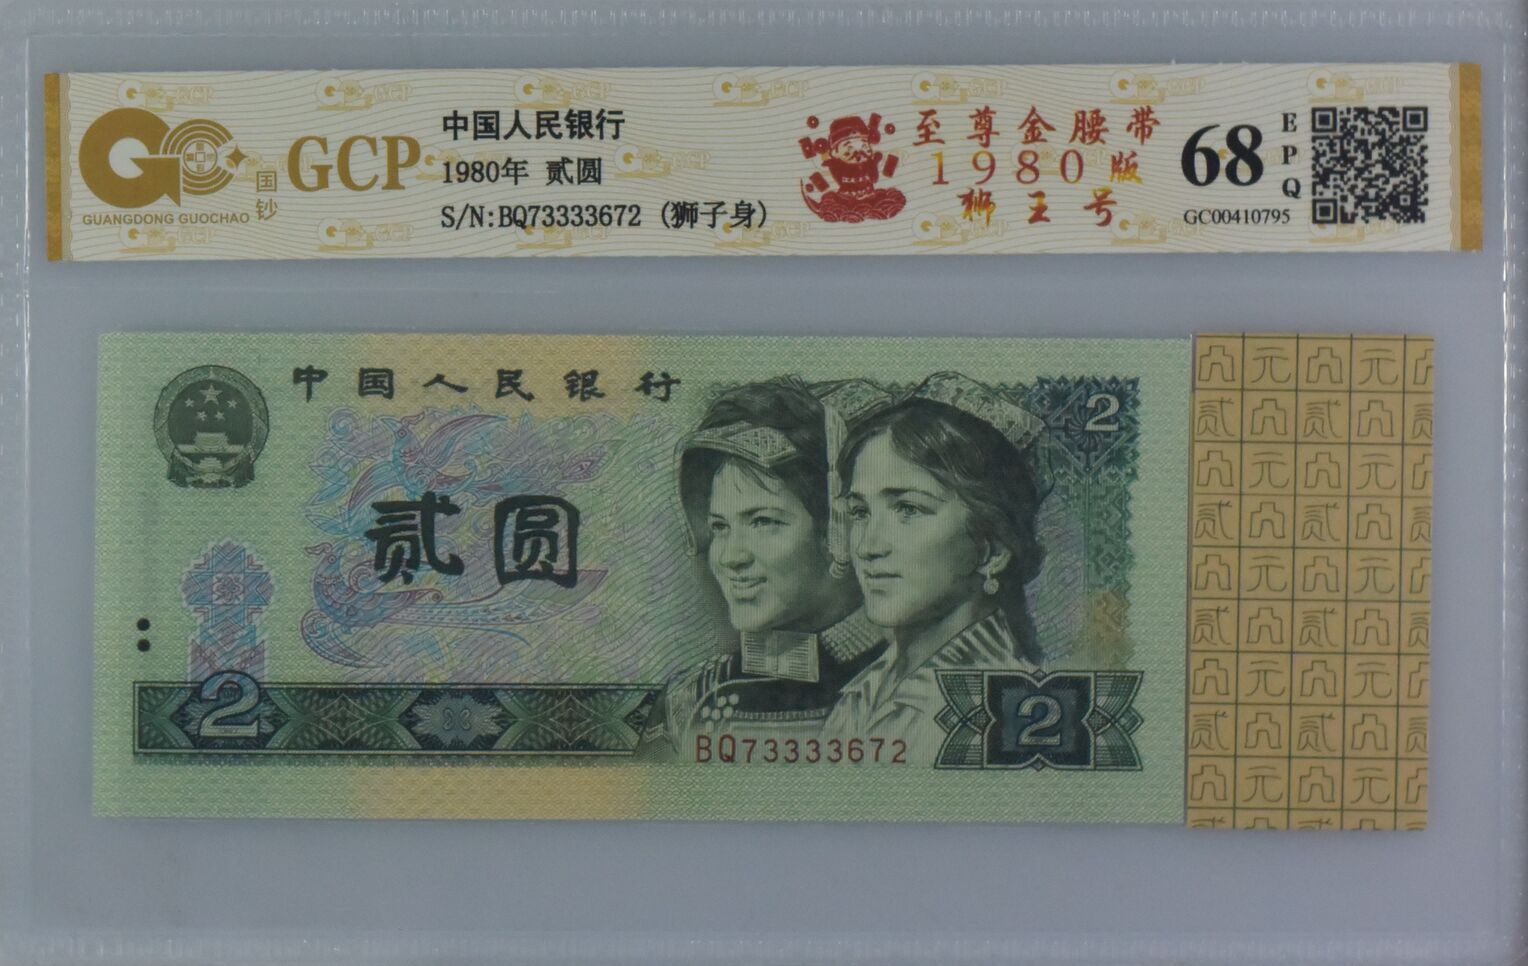 GCP
国钞
GUANGDONG GUOCHAO
中国人民银行
1980年 贰圆
S/N:BQ73333672 (狮子身)
至尊金腰带
1980版
狮王号
68
EPQ
GC00410795
中国人民银行
2
贰圆
2
BQ73333672
2